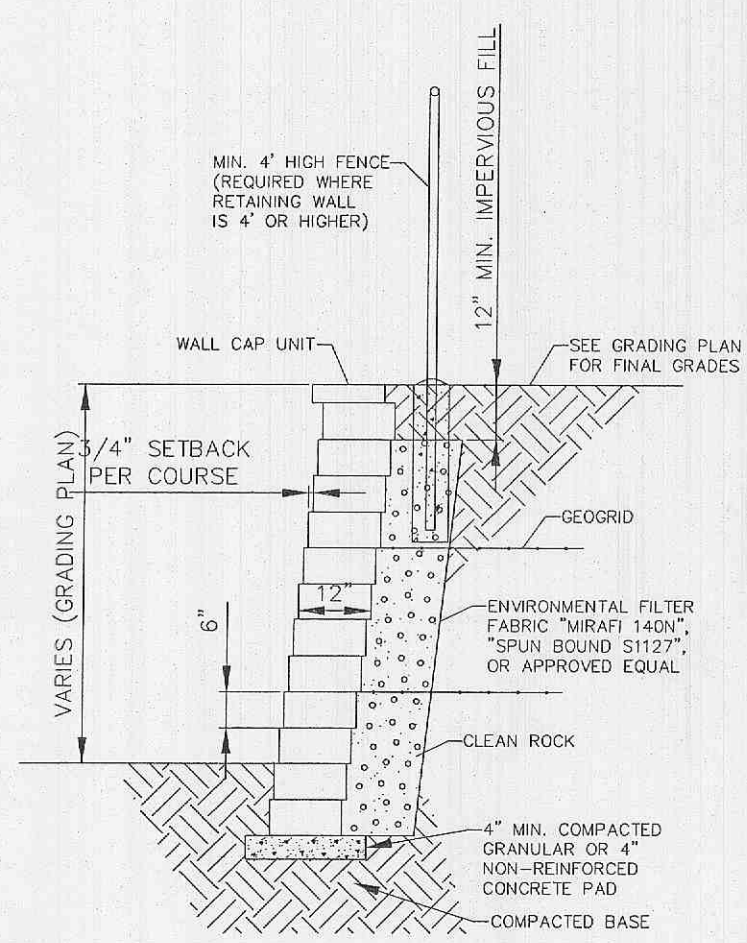 12" MIN. IMPERVIOUS FILL
MIN. 4' HIGH FENCE
(REQUIRED WHERE
RETAINING WALL
IS 4' OR HIGHER)
WALL CAP UNIT
SEE GRADING PLAN
FOR FINAL GRADES
VARIES (GRADING PLAN)
3/4" SETBACK
PER COURSE
GEOGRID
12"
6"
ENVIRONMENTAL FILTER
FABRIC "MIRAFI 140N",
"SPUN BOUND S1127",
OR APPROVED EQUAL
CLEAN ROCK
4" MIN. COMPACTED
GRANULAR OR 4"
NON-REINFORCED
CONCRETE PAD
COMPACTED BASE